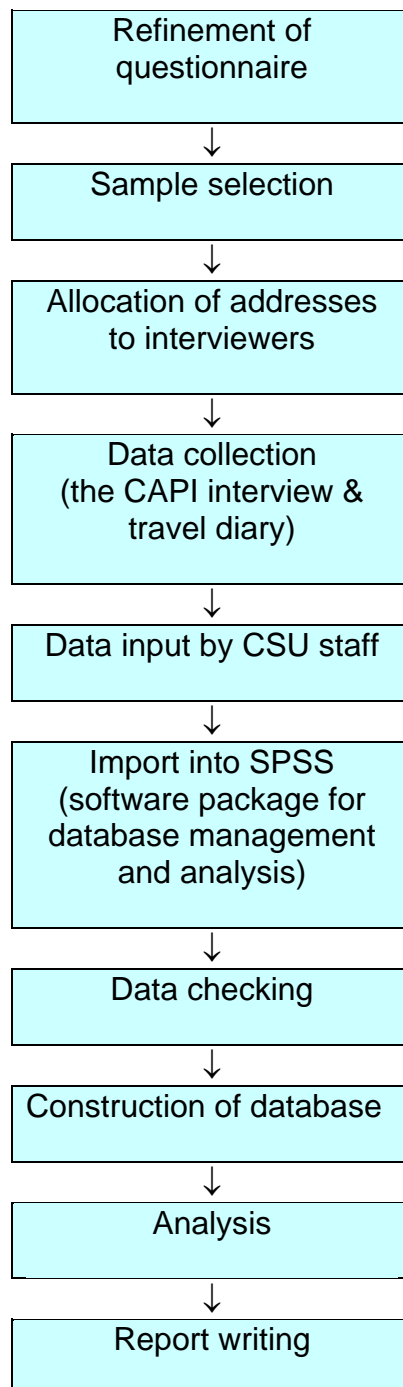 Refinement of
questionnaire
↓
Sample selection
↓
Allocation of addresses
to interviewers
↓
Data collection
(the CAPI interview &
travel diary)
↓
Data input by CSU staff
↓
Import into SPSS
(software package for
database management
and analysis)
↓
Data checking
↓
Construction of database
↓
Analysis
↓
Report writing